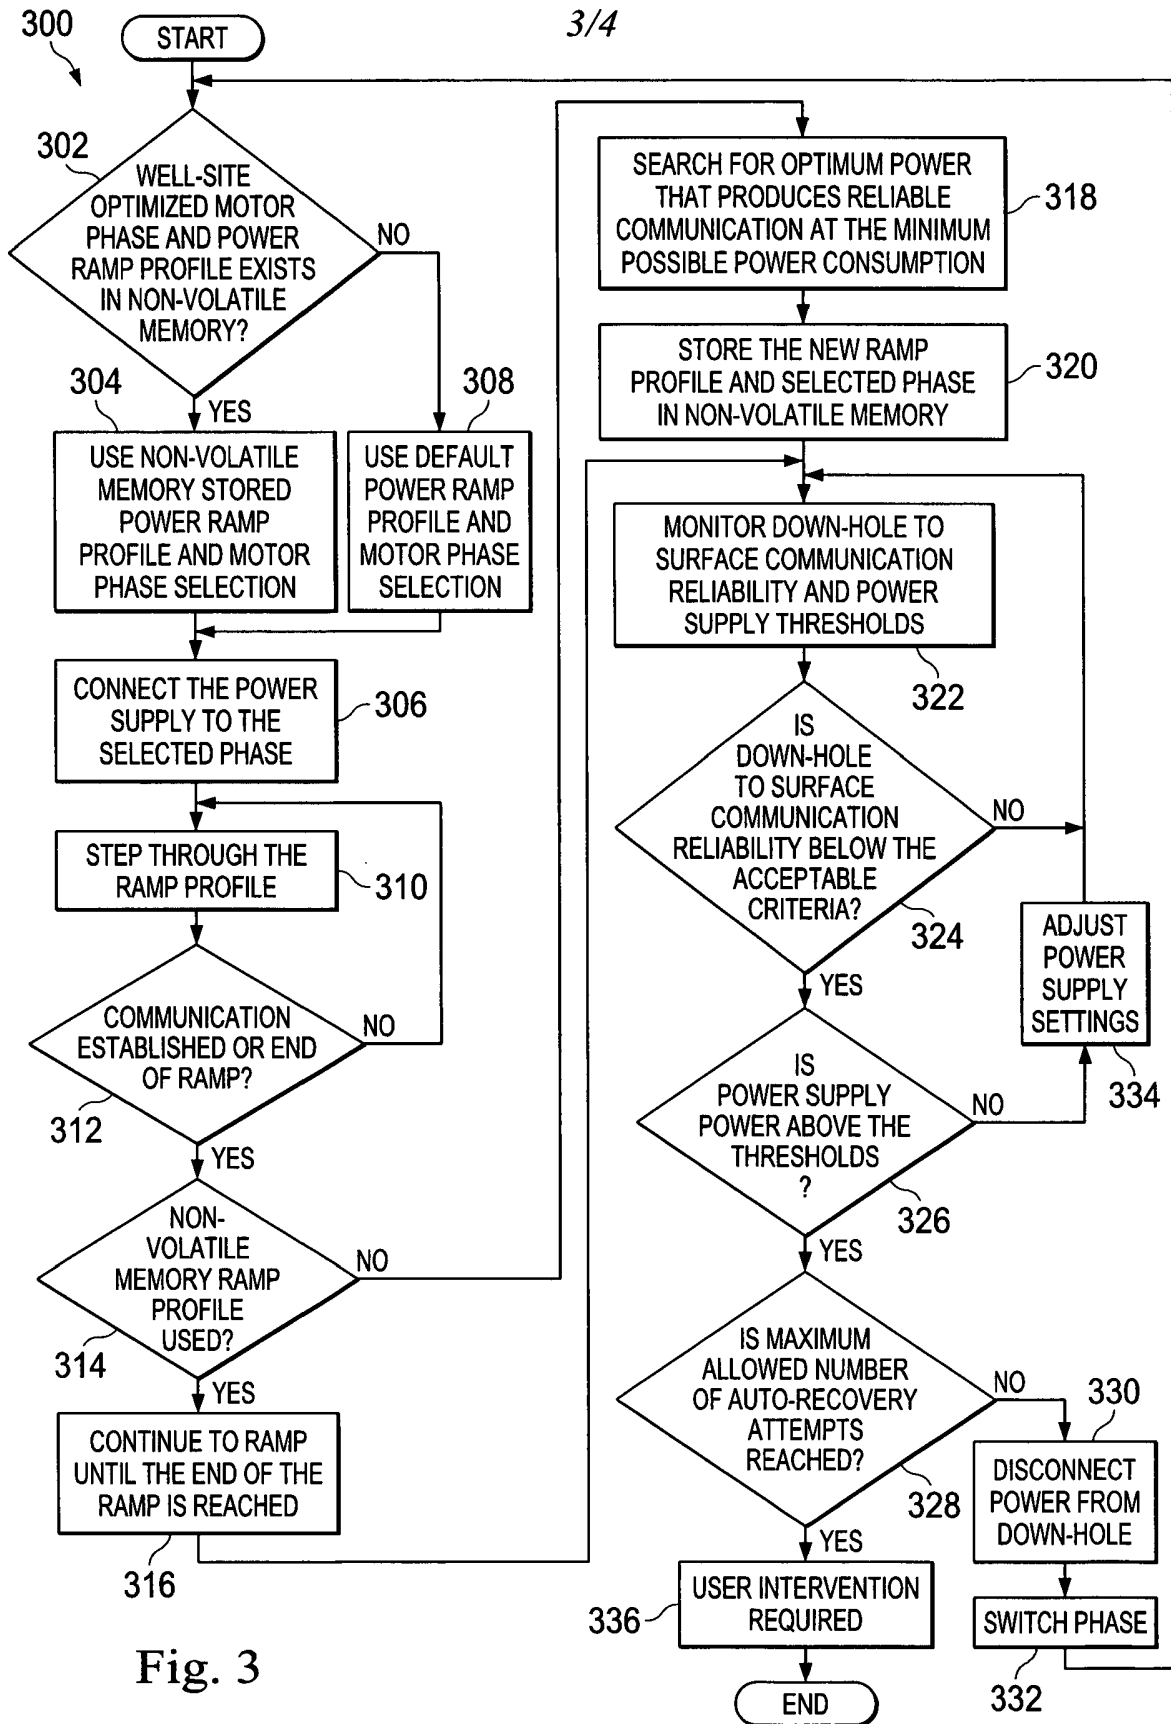 3/4
300
START
302
WELL-SITE
OPTIMIZED MOTOR
PHASE AND POWER
RAMP PROFILE EXISTS
IN NON-VOLATILE
MEMORY?
NO
YES
304
USE NON-VOLATILE
MEMORY STORED
POWER RAMP
PROFILE AND MOTOR
PHASE SELECTION
308
USE DEFAULT
POWER RAMP
PROFILE AND
MOTOR PHASE
SELECTION
CONNECT THE POWER
SUPPLY TO THE
SELECTED PHASE
306
STEP THROUGH THE
RAMP PROFILE
310
COMMUNICATION
ESTABLISHED OR END
OF RAMP?
NO
312
YES
NON-
VOLATILE
MEMORY RAMP
PROFILE
USED?
NO
314
YES
CONTINUE TO RAMP
UNTIL THE END OF THE
RAMP IS REACHED
316
SEARCH FOR OPTIMUM POWER
THAT PRODUCES RELIABLE
COMMUNICATION AT THE MINIMUM
POSSIBLE POWER CONSUMPTION
318
STORE THE NEW RAMP
PROFILE AND SELECTED PHASE
IN NON-VOLATILE MEMORY
320
MONITOR DOWN-HOLE TO
SURFACE COMMUNICATION
RELIABILITY AND POWER
SUPPLY THRESHOLDS
322
IS
DOWN-HOLE
TO SURFACE
COMMUNICATION
RELIABILITY BELOW THE
ACCEPTABLE
CRITERIA?
NO
324
YES
ADJUST
POWER
SUPPLY
SETTINGS
334
IS
POWER SUPPLY
POWER ABOVE THE
THRESHOLDS
?
NO
326
YES
IS MAXIMUM
ALLOWED NUMBER
OF AUTO-RECOVERY
ATTEMPTS
REACHED?
NO
328
YES
330
DISCONNECT
POWER FROM
DOWN-HOLE
SWITCH PHASE
332
336
USER INTERVENTION
REQUIRED
END
Fig. 3